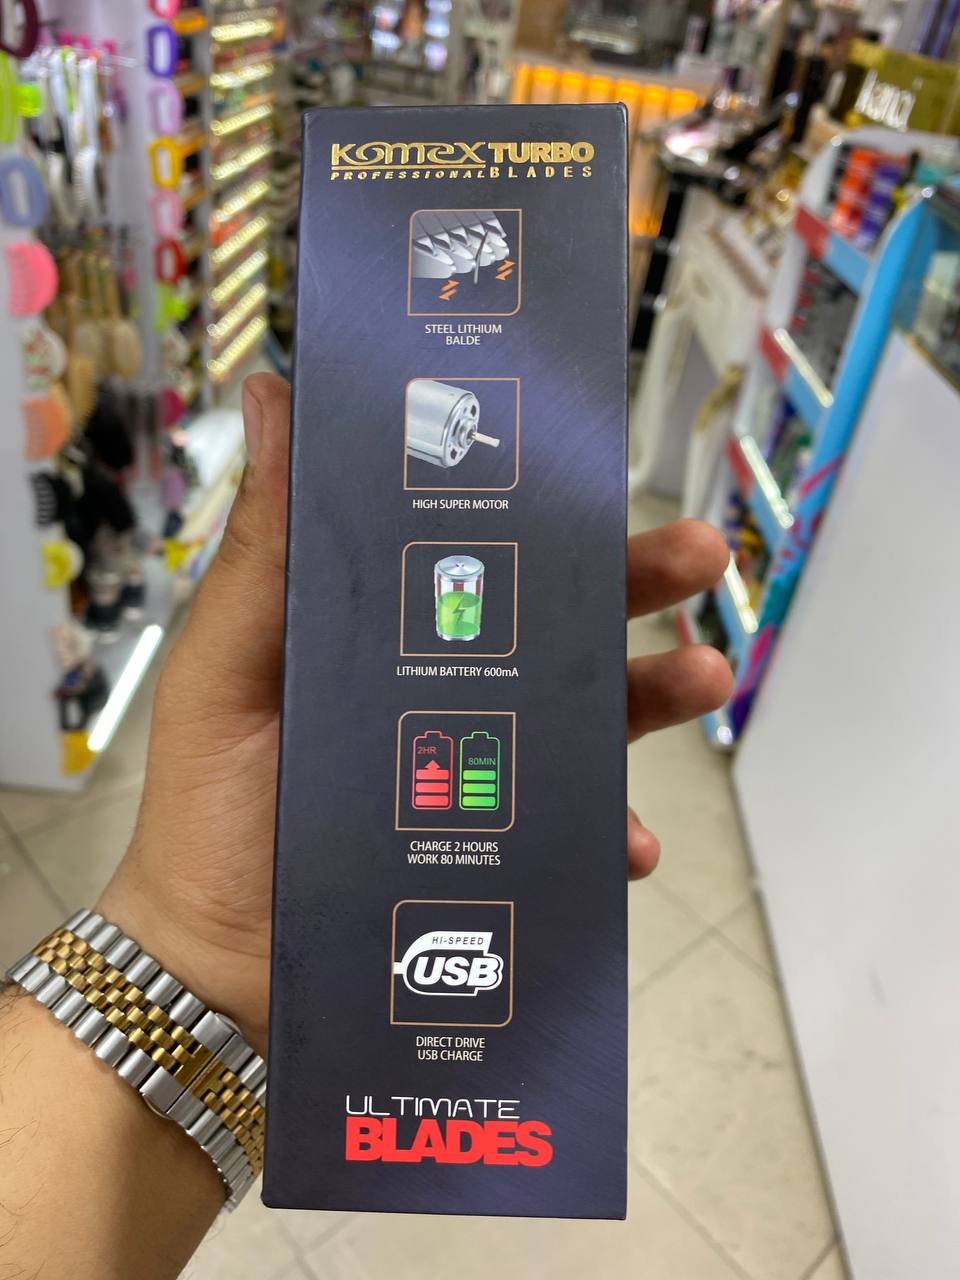 KOMEX TURBO
PROFESSIONAL BLADES
STEEL LITHIUM
BALDE
HIGH SUPER MOTOR
LITHIUM BATTERY 600mA
2HR
80MIN
CHARGE 2 HOURS
WORK 80 MINUTES
HI-SPEED
USB
DIRECT DRIVE
USB CHARGE
ULTIMATE
BLADES